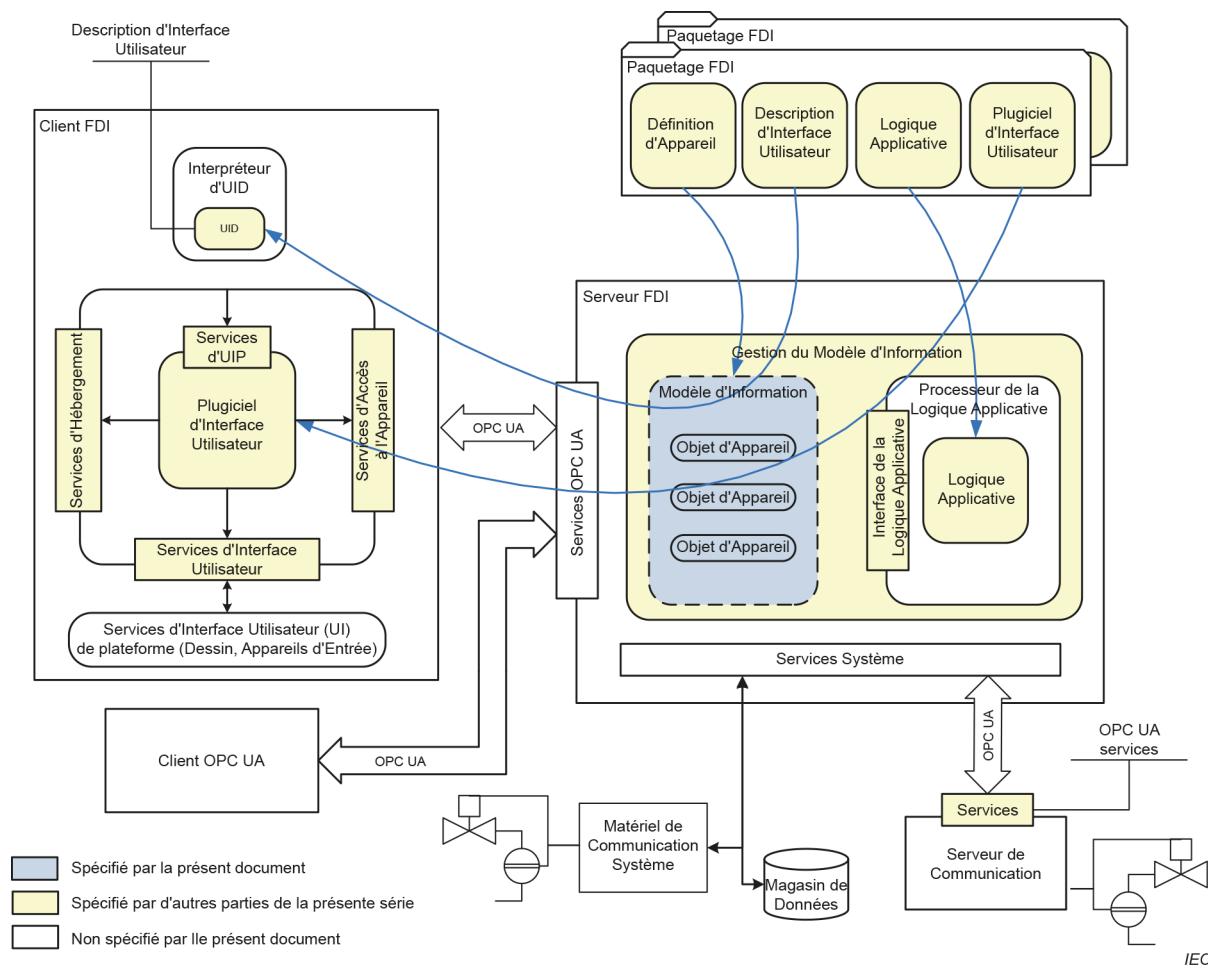 Description d'Interface
Utilisateur
Paquetage FDI
Paquetage FDI
Définition
d'Appareil
Description
d'Interface
Utilisateur
Logique
Applicative
Plugiciel
d'Interface
Utilisateur
Client FDI
Interpréteur
d'UID
UID
Services d'Hébergement
Services
d'UIP
Plugiciel
d'Interface
Utilisateur
Services d'Accès
à l'Appareil
Services d'Interface
Utilisateur
Services d'Interface Utilisateur (UI)
de plateforme (Dessin, Appareils d'Entrée)
OPC UA
Serveur FDI
Services OPC UA
Gestion du Modèle d'Information
Modèle d'Information
Objet d'Appareil
Objet d'Appareil
Objet d'Appareil
Processeur de la
Logique Applicative
Interface de la
Logique Applicative
Logique
Applicative
Services Système
Client OPC UA
OPC UA
OPC UA
OPC UA
services
Services
Serveur de
Communication
Matériel de
Communication
Système
Magasin de
Données
Spécifié par la présent document
Spécifié par d'autres parties de la présente série
Non spécifié par lle présent document
IEC